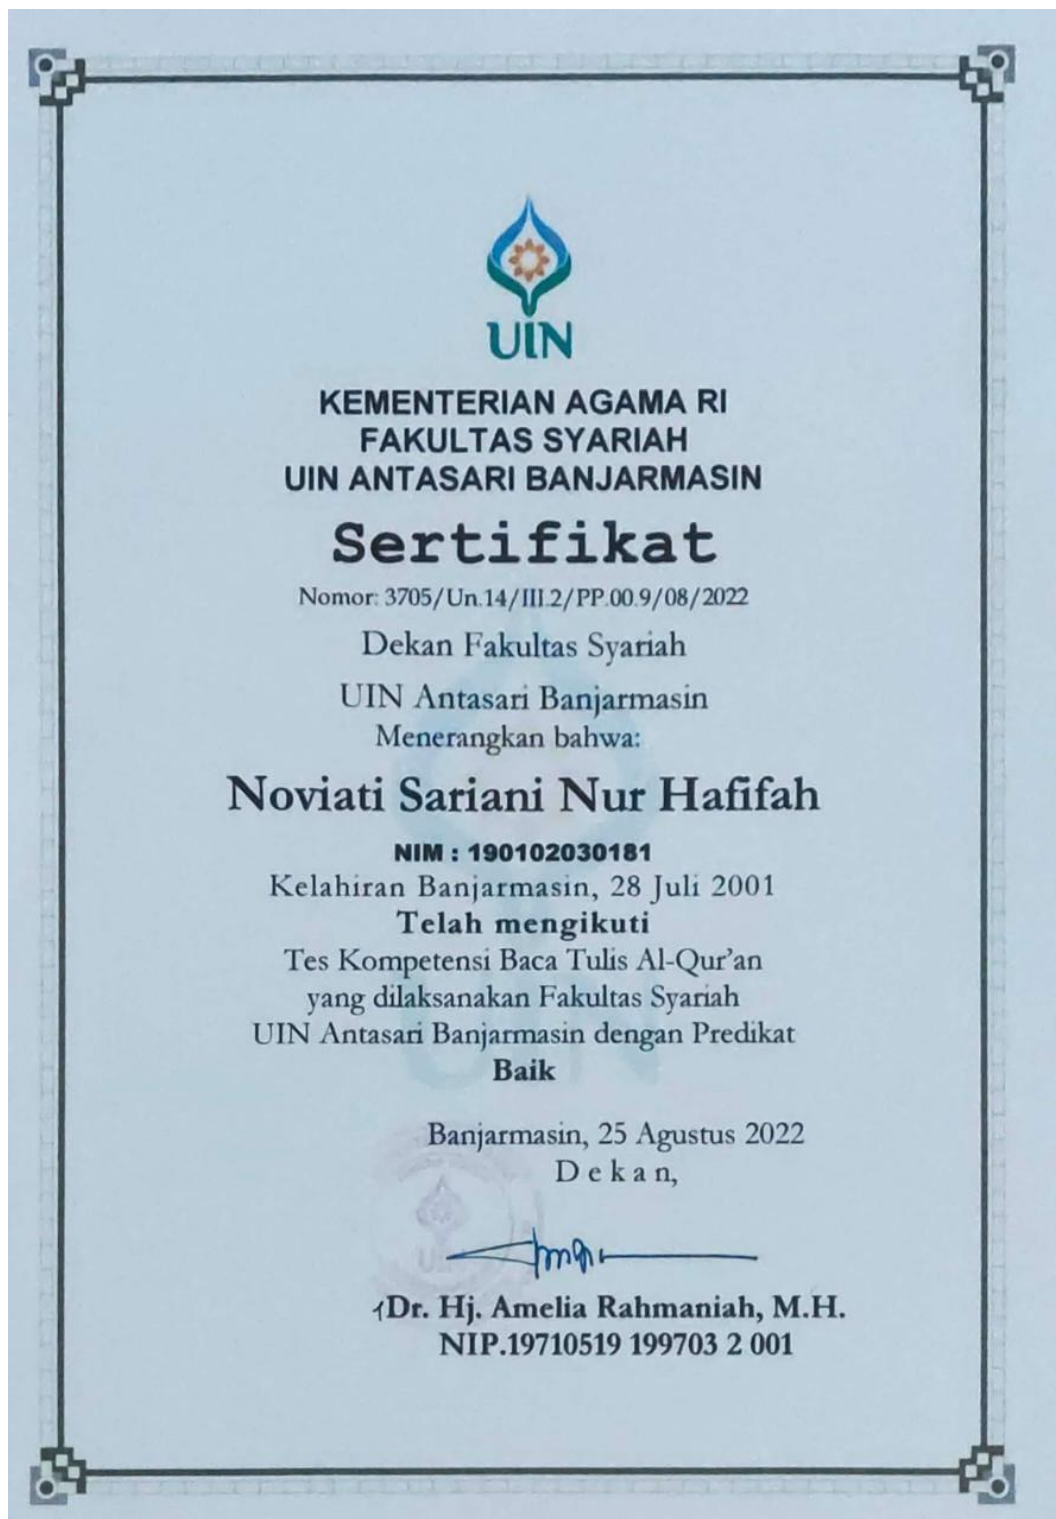 UIN
KEMENTERIAN AGAMA RI
FAKULTAS SYARIAH
UIN ANTASARI BANJARMASIN
Sertifikat
Nomor: 3705/Un.14/III.2/PP.00.9/08/2022
Dekan Fakultas Syariah
UIN Antasari Banjarmasin
Menerangkan bahwa:
Noviati Sariani Nur Hafifah
NIM : 190102030181
Kelahiran Banjarmasin, 28 Juli 2001
Telah mengikuti
Tes Kompetensi Baca Tulis Al-Qur'an
yang dilaksanakan Fakultas Syariah
UIN Antasari Banjarmasin dengan Predikat
Baik
Banjarmasin, 25 Agustus 2022
D e k a n,
Dr. Hj. Amelia Rahmaniah, M.H.
NIP.19710519 199703 2 001